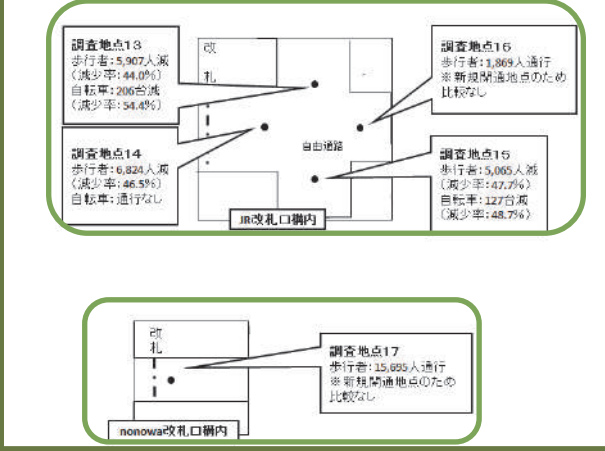 調査地点13
歩行者:5,907人減
(減少率:44.0%)
自転車:206台減
(減少率:54.4%)
改
札
調査地点16
歩行者:1,869人通行
※新規開通地点のため
比較なし
調査地点14
歩行者:6,824人減
(減少率:46.5%)
自転車:通行なし
自由通路
調査地点15
歩行者:5,065人減
(減少率:47.7%)
自転車:127台減
(減少率:48.7%)
JR改札口構内
改
札
調査地点17
歩行者:15,695人通行
※新規開通地点のため
比較なし
nonowa改札口構内